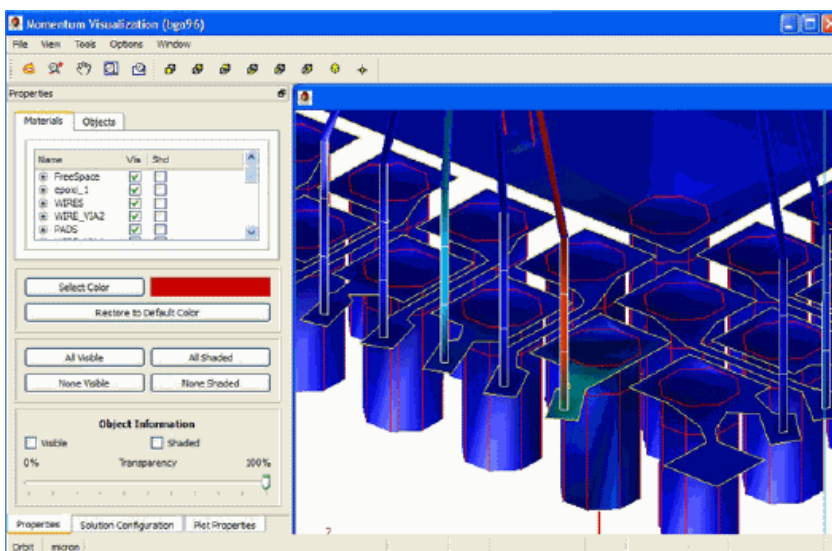 Momentum Visualization (bga96)
File View Tools Options Window
Properties
Materials Objects
Name Vis Shd
FreeSpace
epoxi_1
WIRES
WIRE_VIA2
PADS
Select Color
Restore to Default Color
All Visible All Shaded
None Visible None Shaded
Object Information
Visible Shaded
0% Transparency 100%
Properties Solution Configuration Plot Properties
Orbit micron